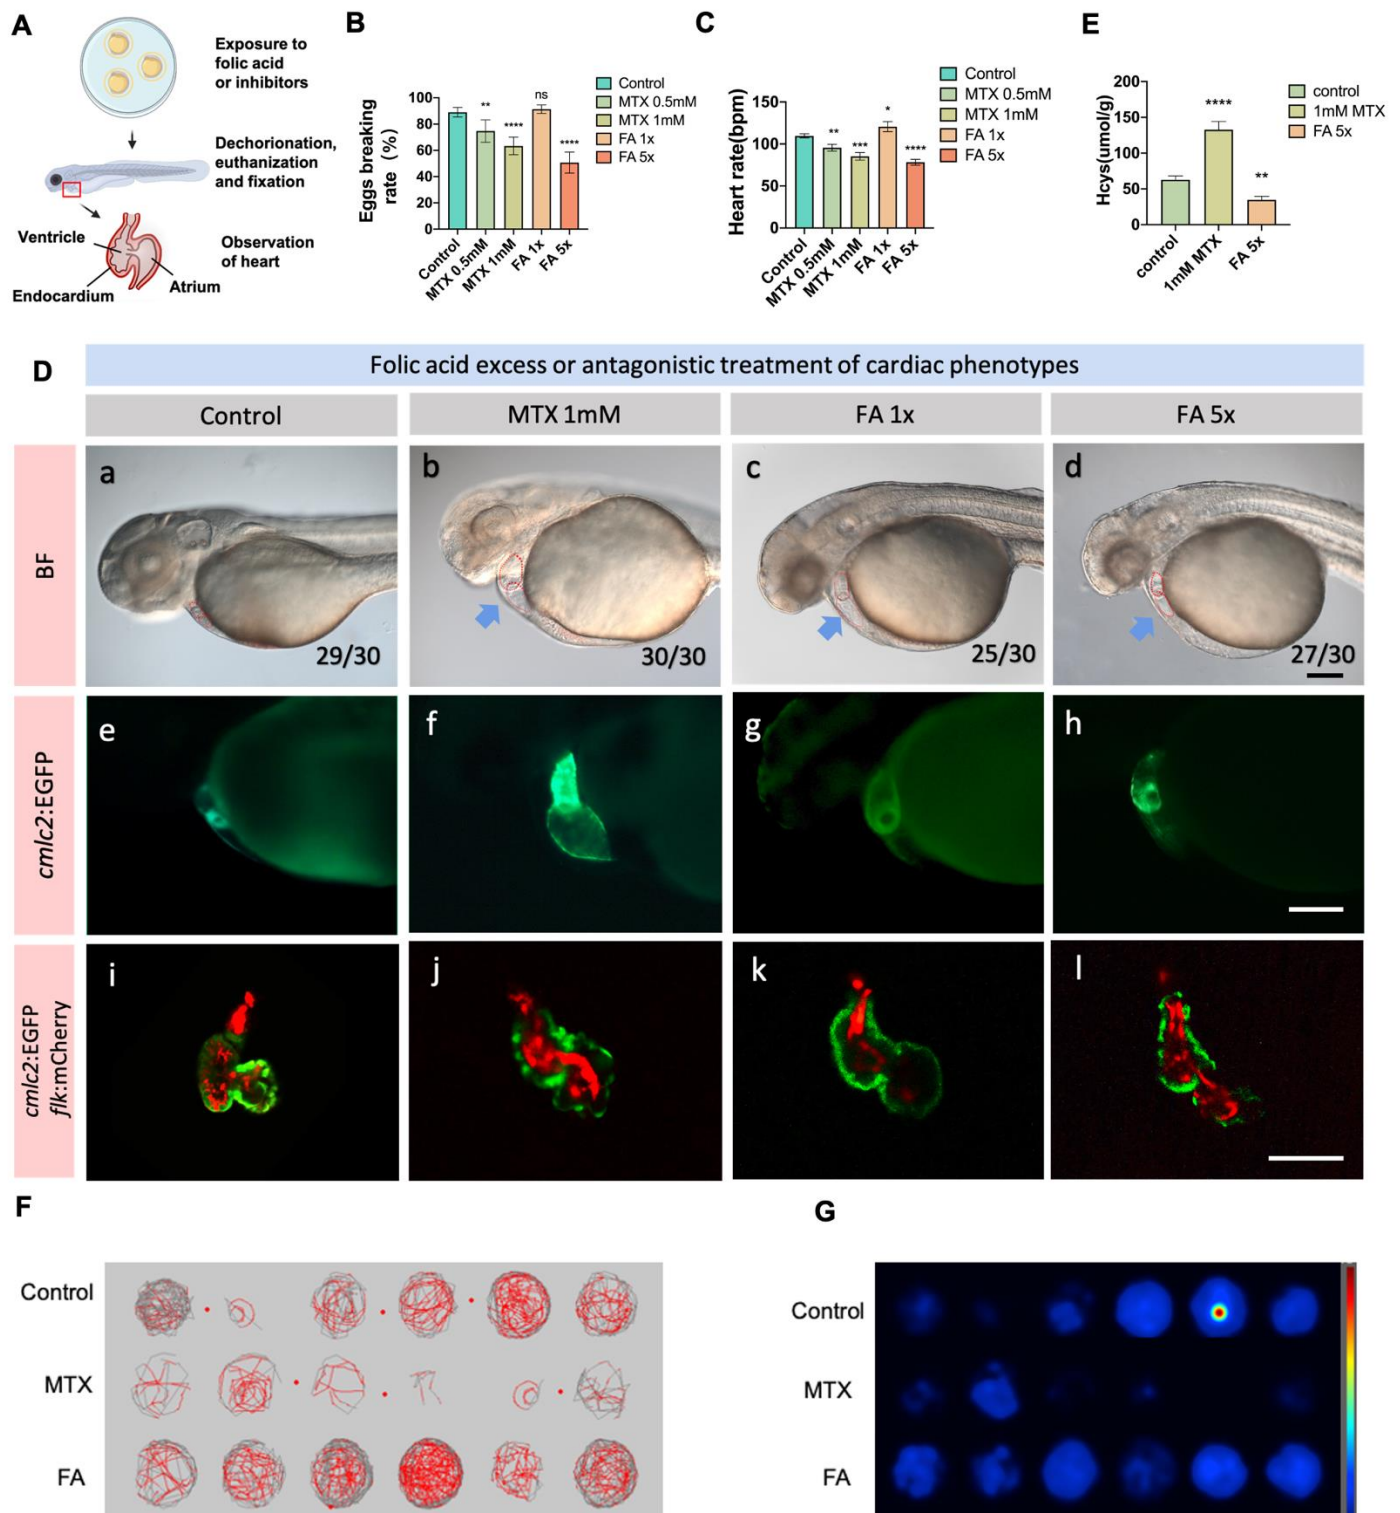 A
Exposure to
folic acid
or inhibitors
Dechorionation,
euthanization
and fixation
Ventricle
Observation
of heart
Endocardium
Atrium
B
Eggs breaking
rate (%)
100
80
60
40
20
0
**
****
ns
****
Control
MTX 0.5mM
MTX 1mM
FA 1x
FA 5x
Control
MTX 0.5mM
MTX 1mM
FA 1x
FA 5x
C
Heart rate(bpm)
150
100
50
0
**
***
*
****
Control
MTX 0.5mM
MTX 1mM
FA 1x
FA 5x
Control
MTX 0.5mM
MTX 1mM
FA 1x
FA 5x
E
Hcys(umol/g)
200
150
100
50
0
****
**
control
1mM MTX
FA 5x
control
1mM MTX
FA 5x
D
Folic acid excess or antagonistic treatment of cardiac phenotypes
Control
MTX 1mM
FA 1x
FA 5x
BF
a
29/30
b
30/30
c
25/30
d
27/30
cmlc2:EGFP
e
f
g
h
cmlc2:EGFP
flk:mCherry
i
j
k
l
F
Control
MTX
FA
G
Control
MTX
FA